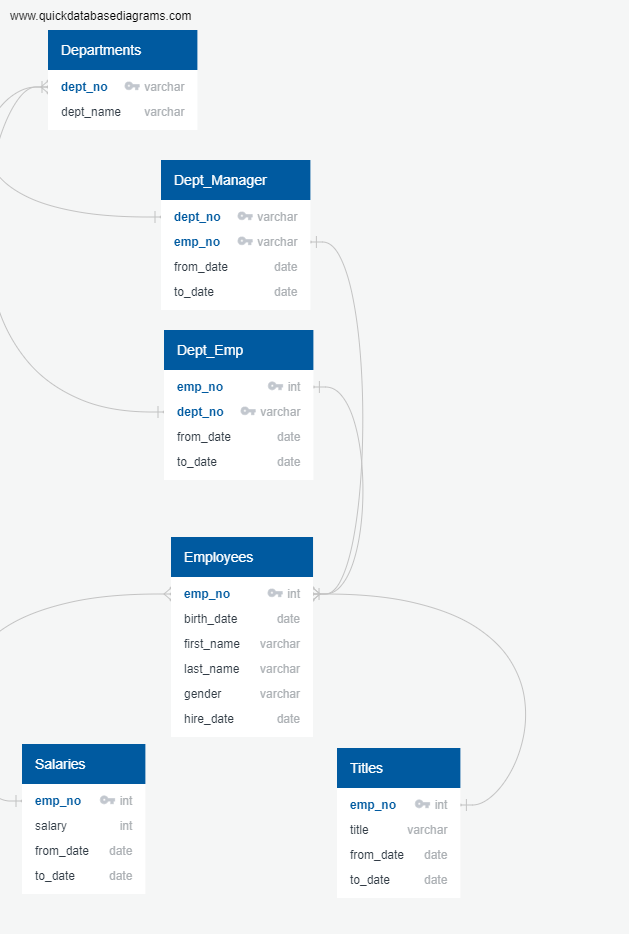 www.quickdatabasediagrams.com
Departments
dept_no varchar
dept_name varchar
Dept_Manager
dept_no varchar
emp_no varchar
from_date date
to_date date
Dept_Emp
emp_no int
dept_no varchar
from_date date
to_date date
Employees
emp_no int
birth_date date
first_name varchar
last_name varchar
gender varchar
hire_date date
Salaries
emp_no int
salary int
from_date date
to_date date
Titles
emp_no int
title varchar
from_date date
to_date date